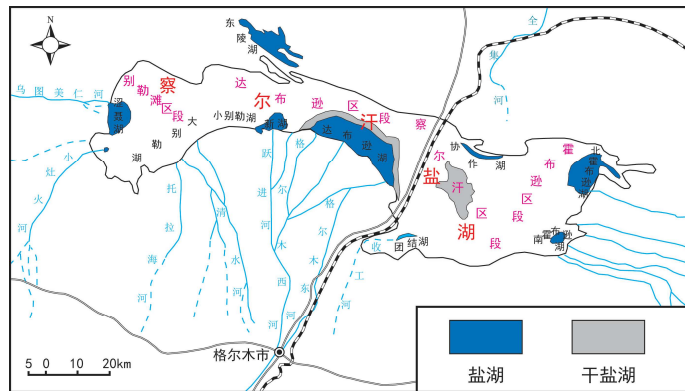 N
东陵湖
全集河
乌图美仁河
别勒滩区段
察尔汗盐湖
达布逊区段
涩聂湖
大别勒湖
小别勒湖
新湖
达布逊湖
察尔汗区段
协作湖
霍布逊区段
北霍布逊湖
南霍布逊湖
团结湖
小灶火河
托拉海河
清水河
跃进河
格尔木西河
格尔木东河
收工河
格尔木市
5 0 10 20km
盐湖
干盐湖